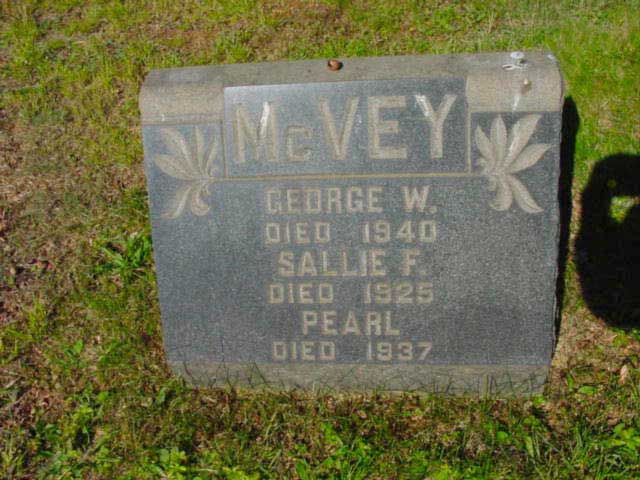 McVEY
GEORGE W.
DIED 1940
SALLIE F.
DIED 1925
PEARL
DIED 1937